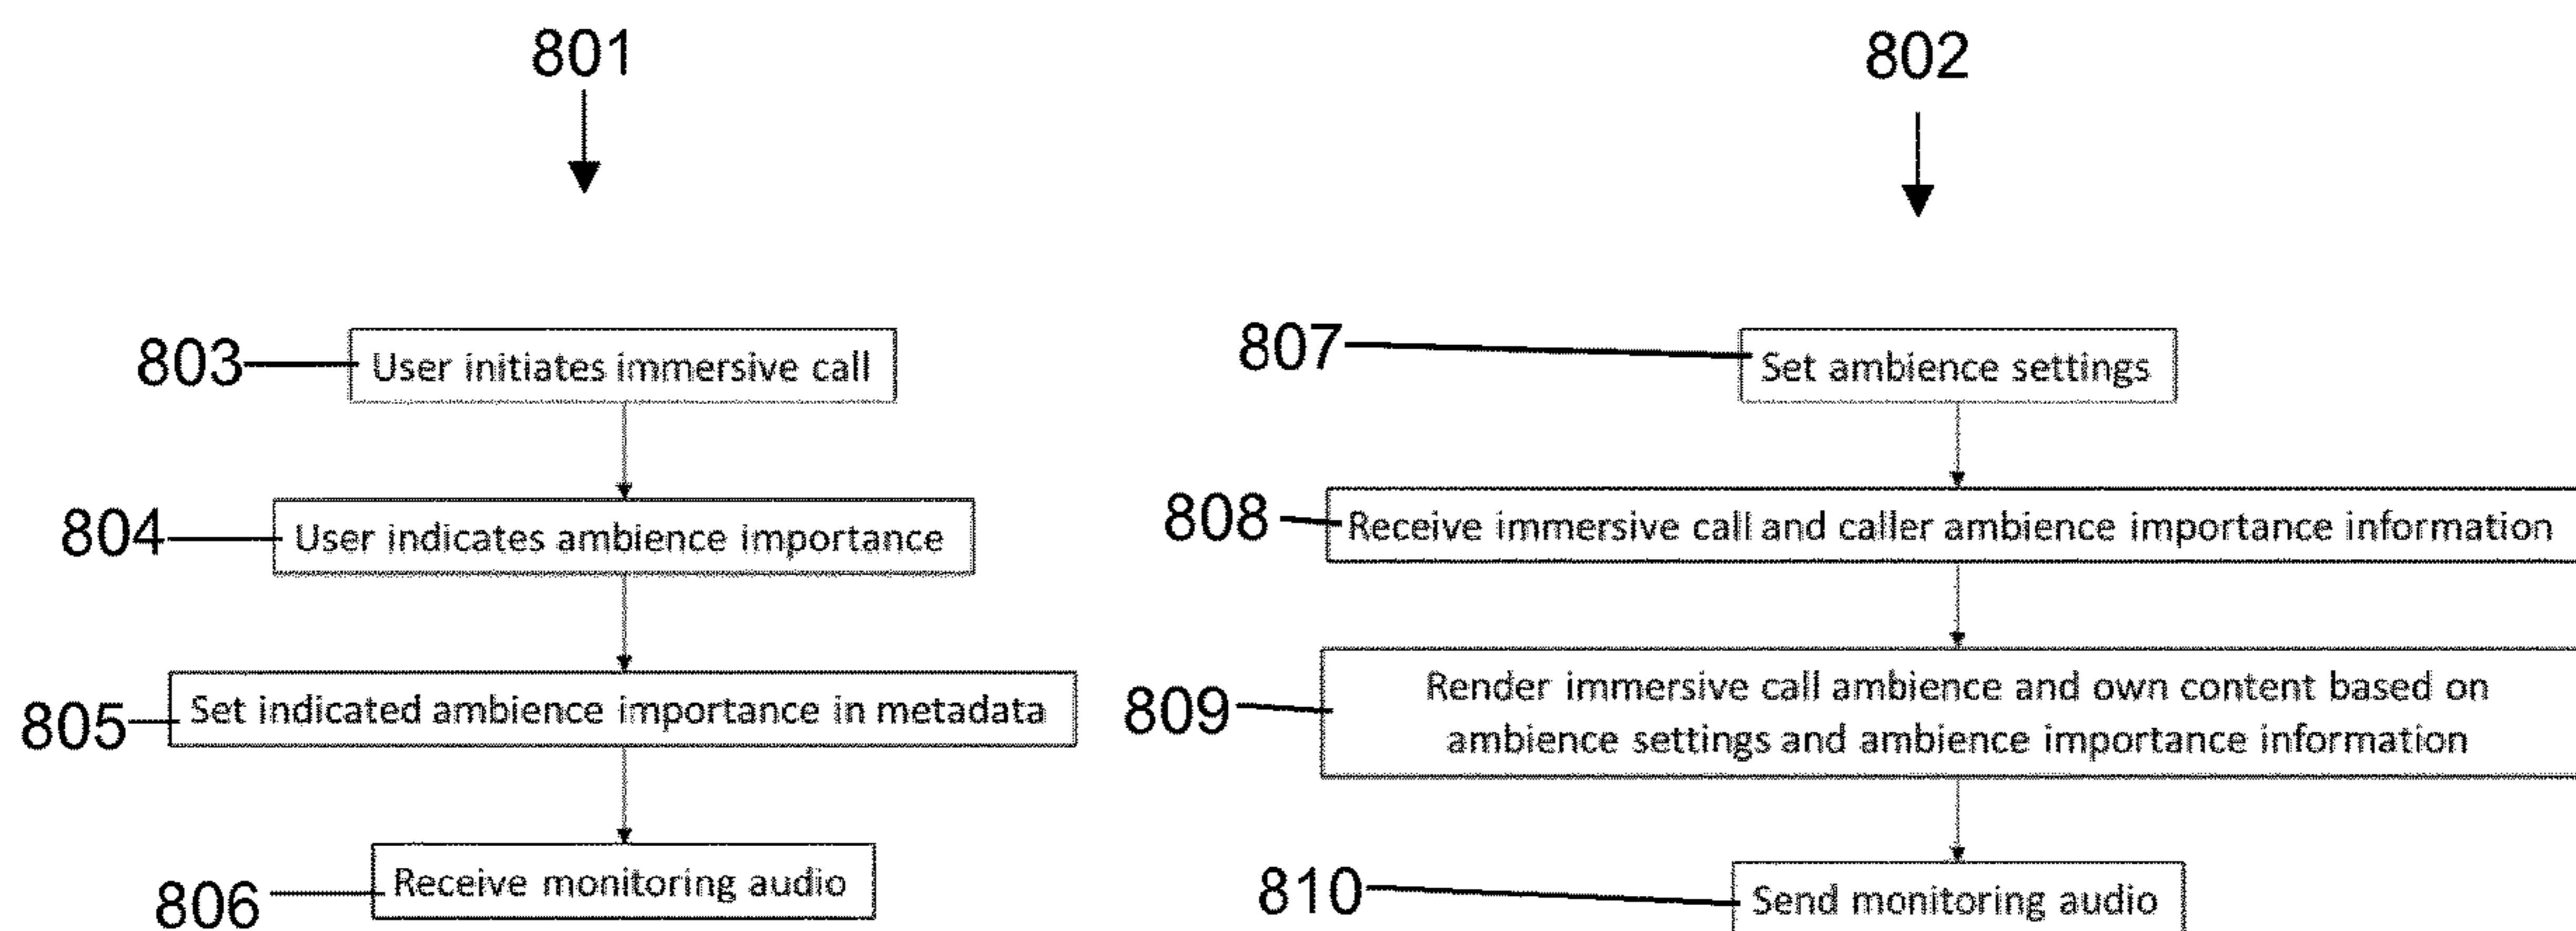 801
803
User initiates immersive call
804
User indicates ambience importance
805
Set indicated ambience importance in metadata
806
Receive monitoring audio
802
807
Set ambience settings
808
Receive immersive call and caller ambience importance information
809
Render immersive call ambience and own content based on
ambience settings and ambience importance information
810
Send monitoring audio